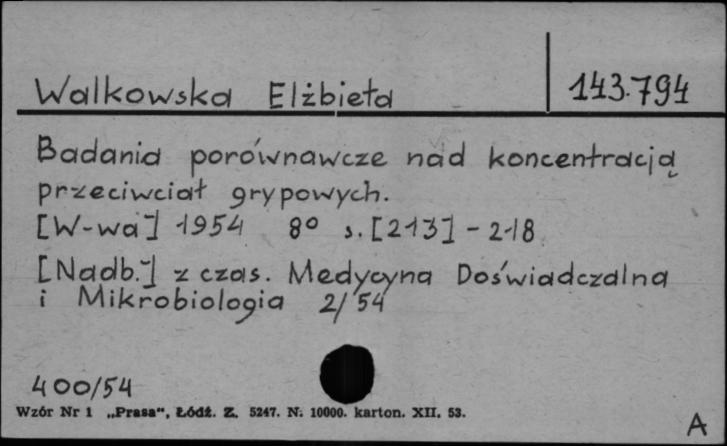 Walkowska Elżbieta 143.794
Badania porównawcze nad koncentracją
przeciwciał grypowych.
[W-wa] 1954 8° s. [213] - 218
[Nadb.] z czas. Medycyna Doświadczalna
i Mikrobiologia 2/54
400/54
Wzór Nr 1 „Prasa", Łódź. Z. 5247. N. 10000. karton. XII. 53.
A